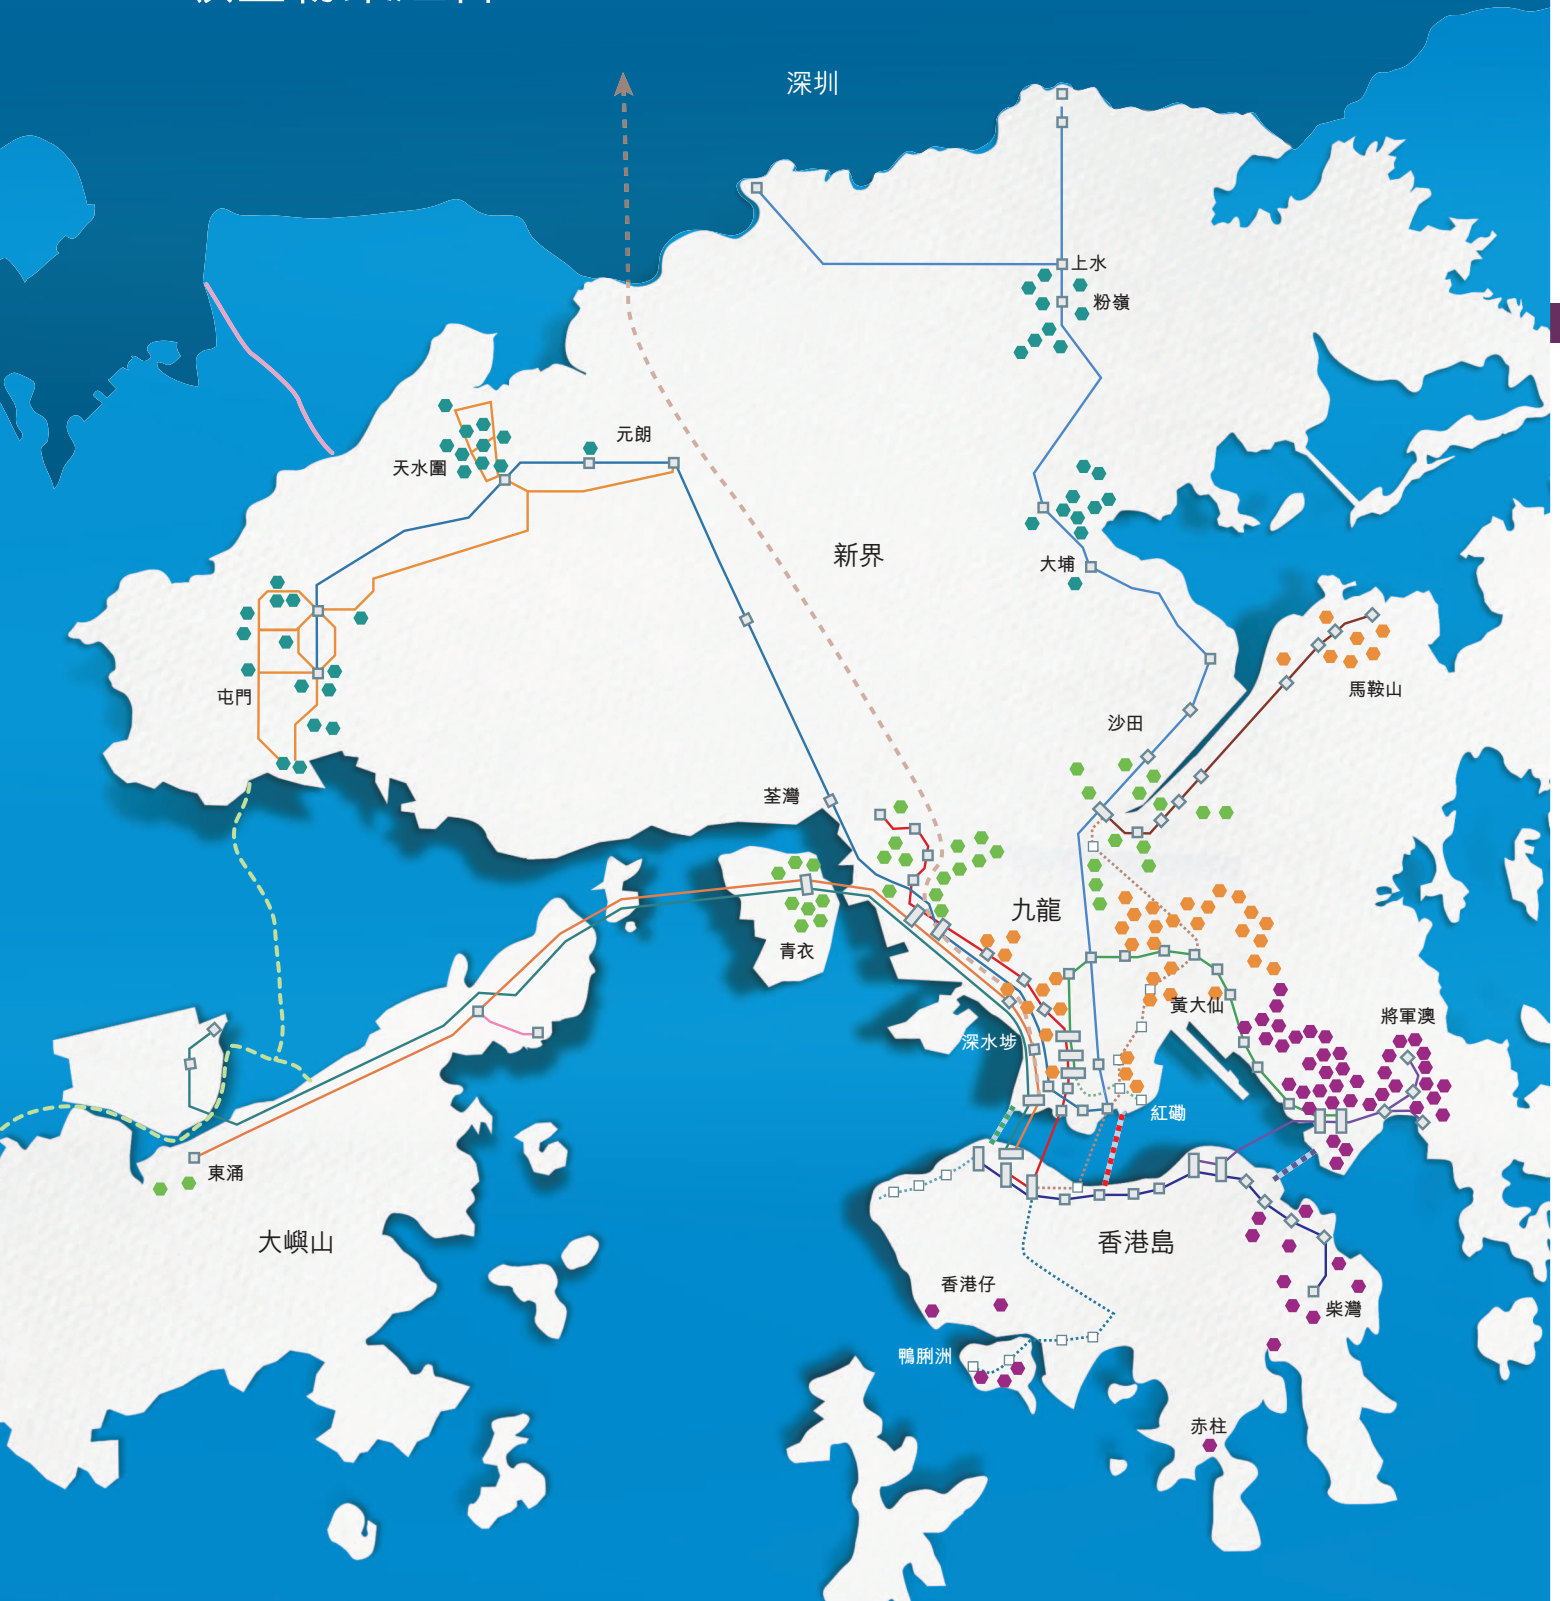 深圳
上水
粉嶺
元朗
天水圍
新界
大埔
屯門
馬鞍山
沙田
荃灣
九龍
青衣
黃大仙
將軍澳
深水埗
紅磡
東涌
大嶼山
香港島
香港仔
柴灣
鴨脷洲
赤柱